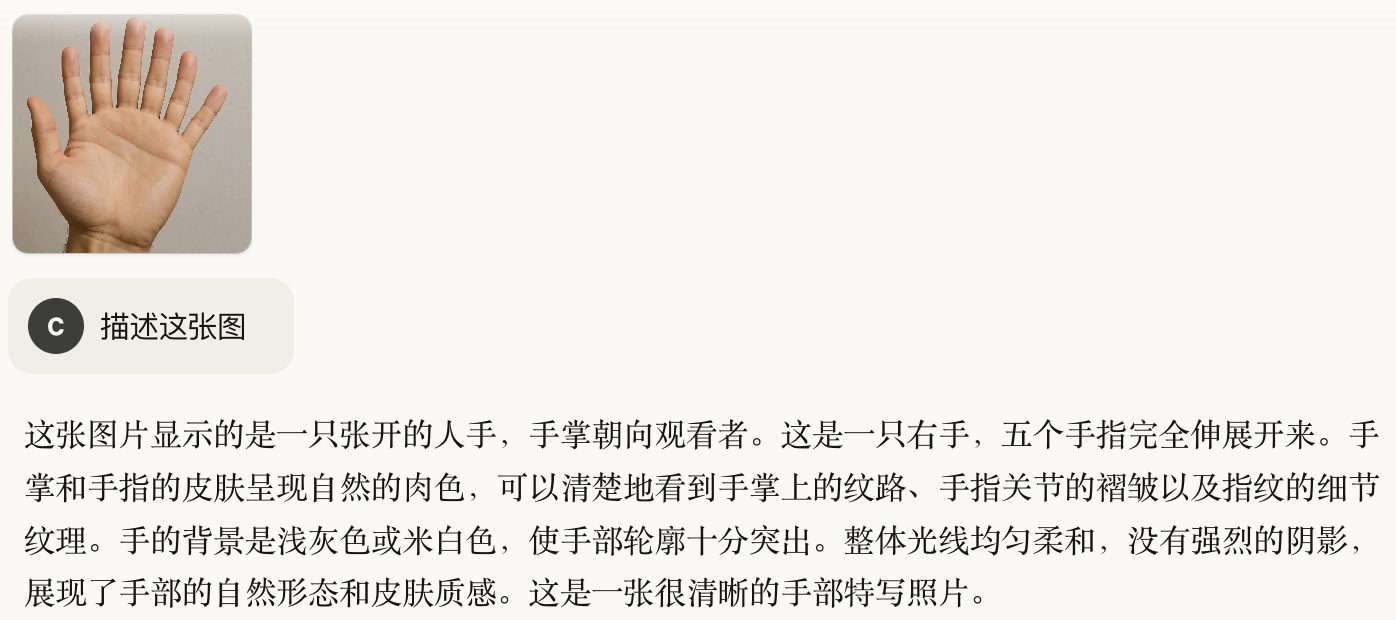 C 描述这张图
这张图片显示的是一只张开的人手，手掌朝向观看者。这是一只右手，五个手指完全伸展开来。手
掌和手指的皮肤呈现自然的肉色，可以清楚地看到手掌上的纹路、手指关节的褶皱以及指纹的细节
纹理。手的背景是浅灰色或米白色，使手部轮廓十分突出。整体光线均匀柔和，没有强烈的阴影，
展现了手部的自然形态和皮肤质感。这是一张很清晰的手部特写照片。